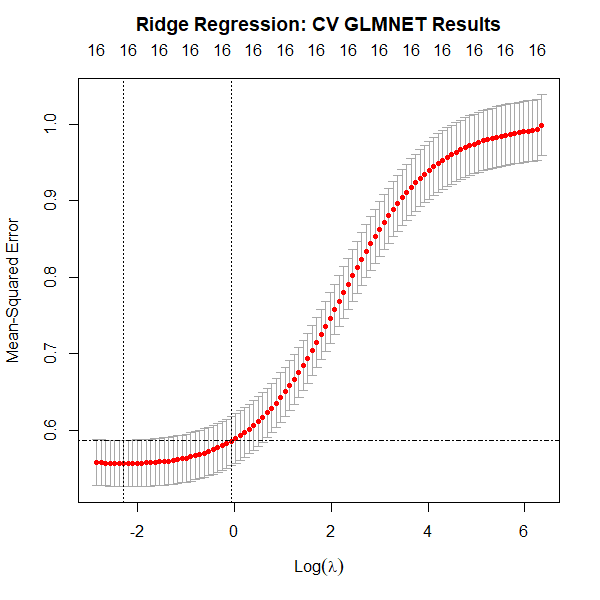 Ridge Regression: CV GLMNET Results
16 16 16 16 16 16 16 16 16 16 16 16 16 16 16
1.0
0.9
0.8
0.7
0.6
Mean-Squared Error
-2 0 2 4 6
Log(λ)